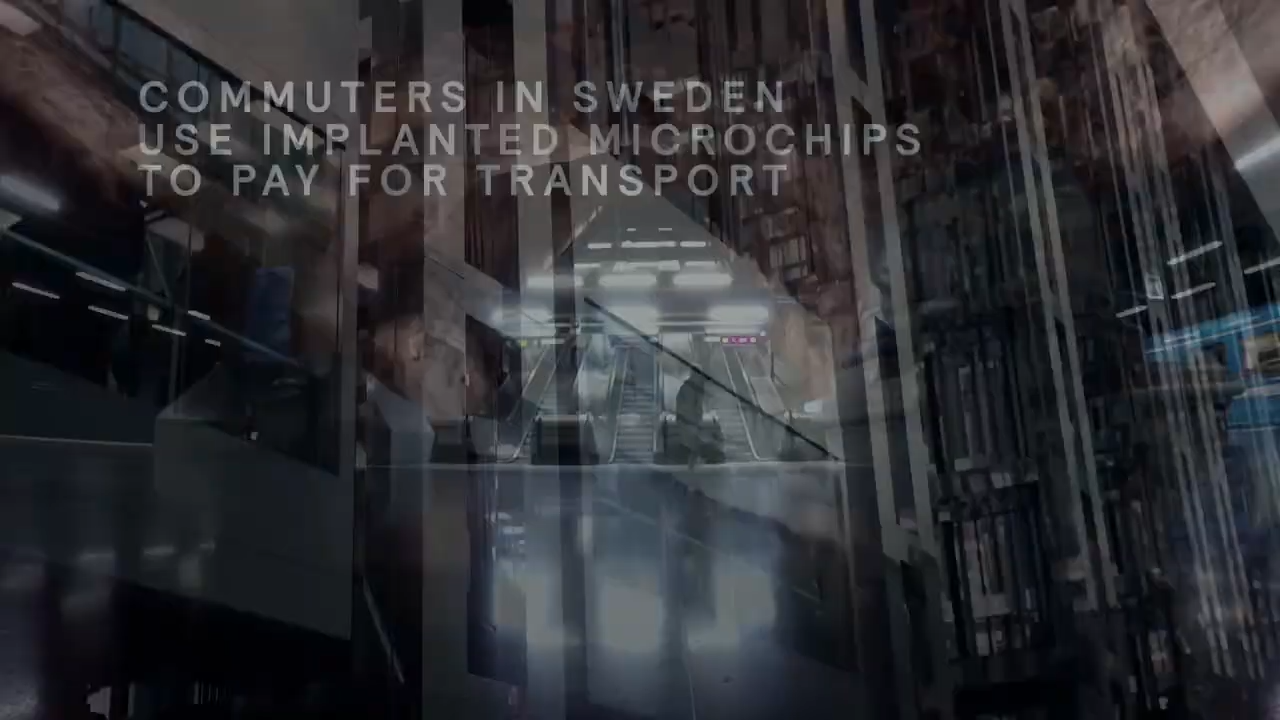 COMMUTERS IN SWEDEN
USE IMPLANTED MICROCHIPS
TO PAY FOR TRANSPORT